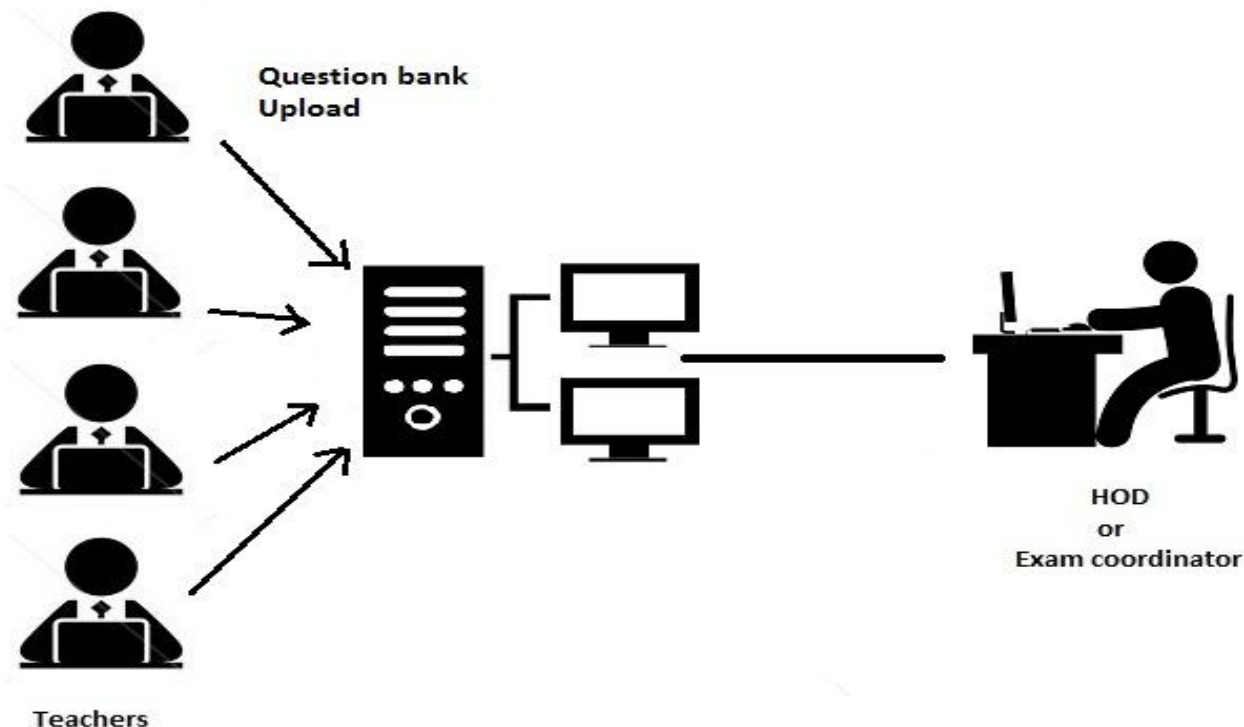 Question bank
Upload
HOD
or
Exam coordinator
Teachers